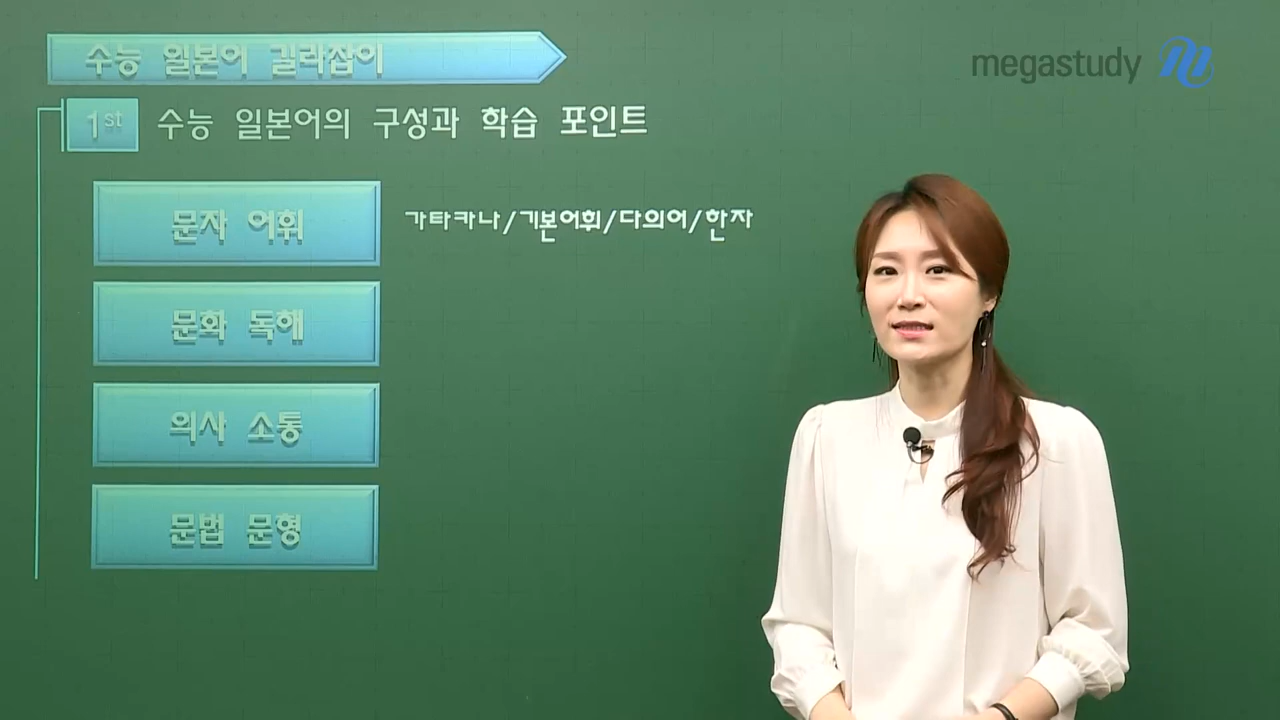 수능 일본어 길라잡이
megastudy
1st 수능 일본어의 구성과 학습 포인트
문자 어휘
가타카나/기본어휘/다의어/한자
문화 독해
의사 소통
문법 문형